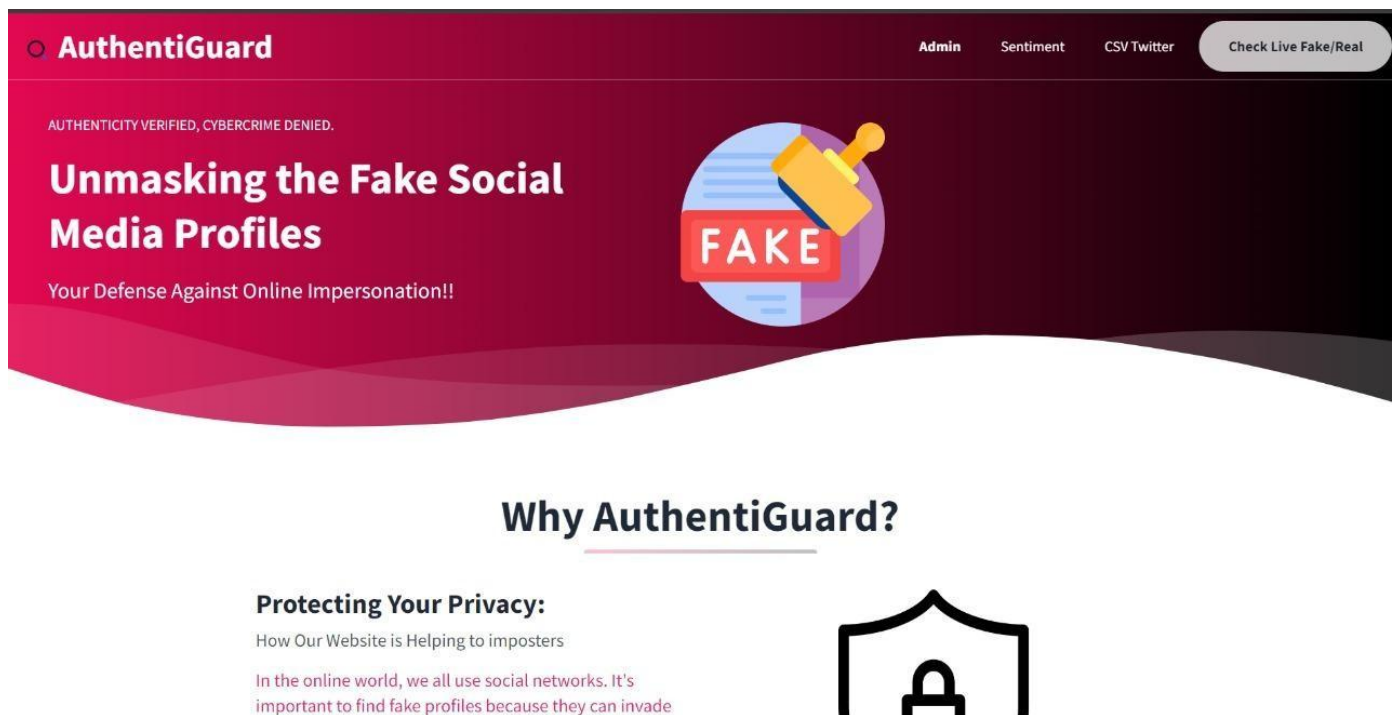 AuthentiGuard
Admin
Sentiment
CSV Twitter
Check Live Fake/Real
AUTHENTICITY VERIFIED, CYBERCRIME DENIED.
Unmasking the Fake Social
Media Profiles
Your Defense Against Online Impersonation!!
FAKE
Why AuthentiGuard?
Protecting Your Privacy:
How Our Website is Helping to imposters
In the online world, we all use social networks. It's
important to find fake profiles because they can invade